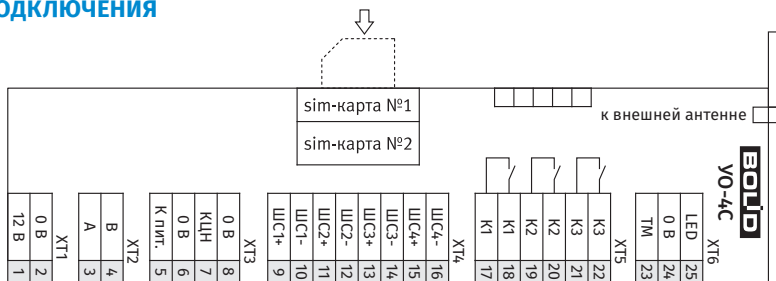 ОДКЛЮЧЕНИЯ
sim-карта №1
sim-карта №2
к внешней антенне
BOLID
УО-4С
12 В 1
0 В 2
XT1
А 3
В 4
XT2
К пит. 5
0 В 6
КЦН 7
0 В 8
XT3
ШС1+ 9
ШС1- 10
ШС2+ 11
ШС2- 12
ШС3+ 13
ШС3- 14
ШС4+ 15
ШС4- 16
XT4
К1 17
К1 18
К2 19
К2 20
К3 21
К3 22
XT5
ТМ 23
0 В 24
LED 25
XT6